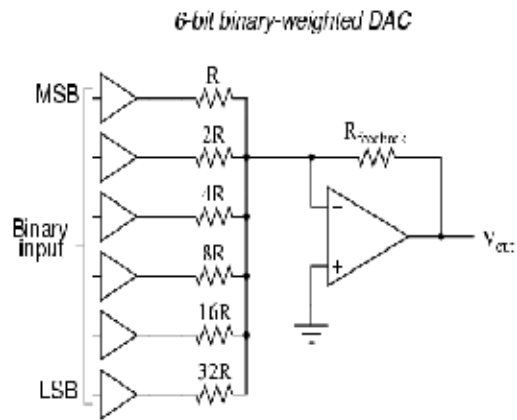 6-bit binary-weighted DAC
MSB
R
2R
R
4R
Binary
input
8R
V
16R
LSB
32R